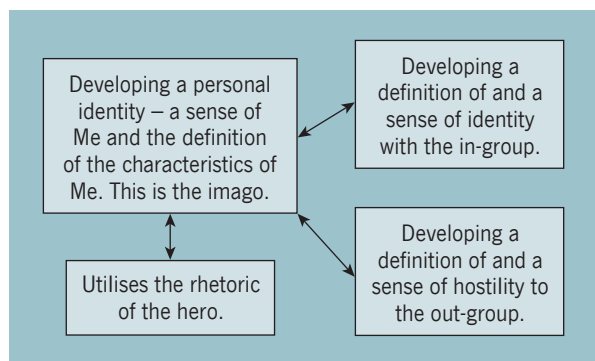 Developing a personal
identity – a sense of
Me and the definition
of the characteristics of
Me. This is the imago.
Developing a
definition of and a
sense of identity
with the in-group.
Utilises the rhetoric
of the hero.
Developing a
definition of and a
sense of hostility to
the out-group.